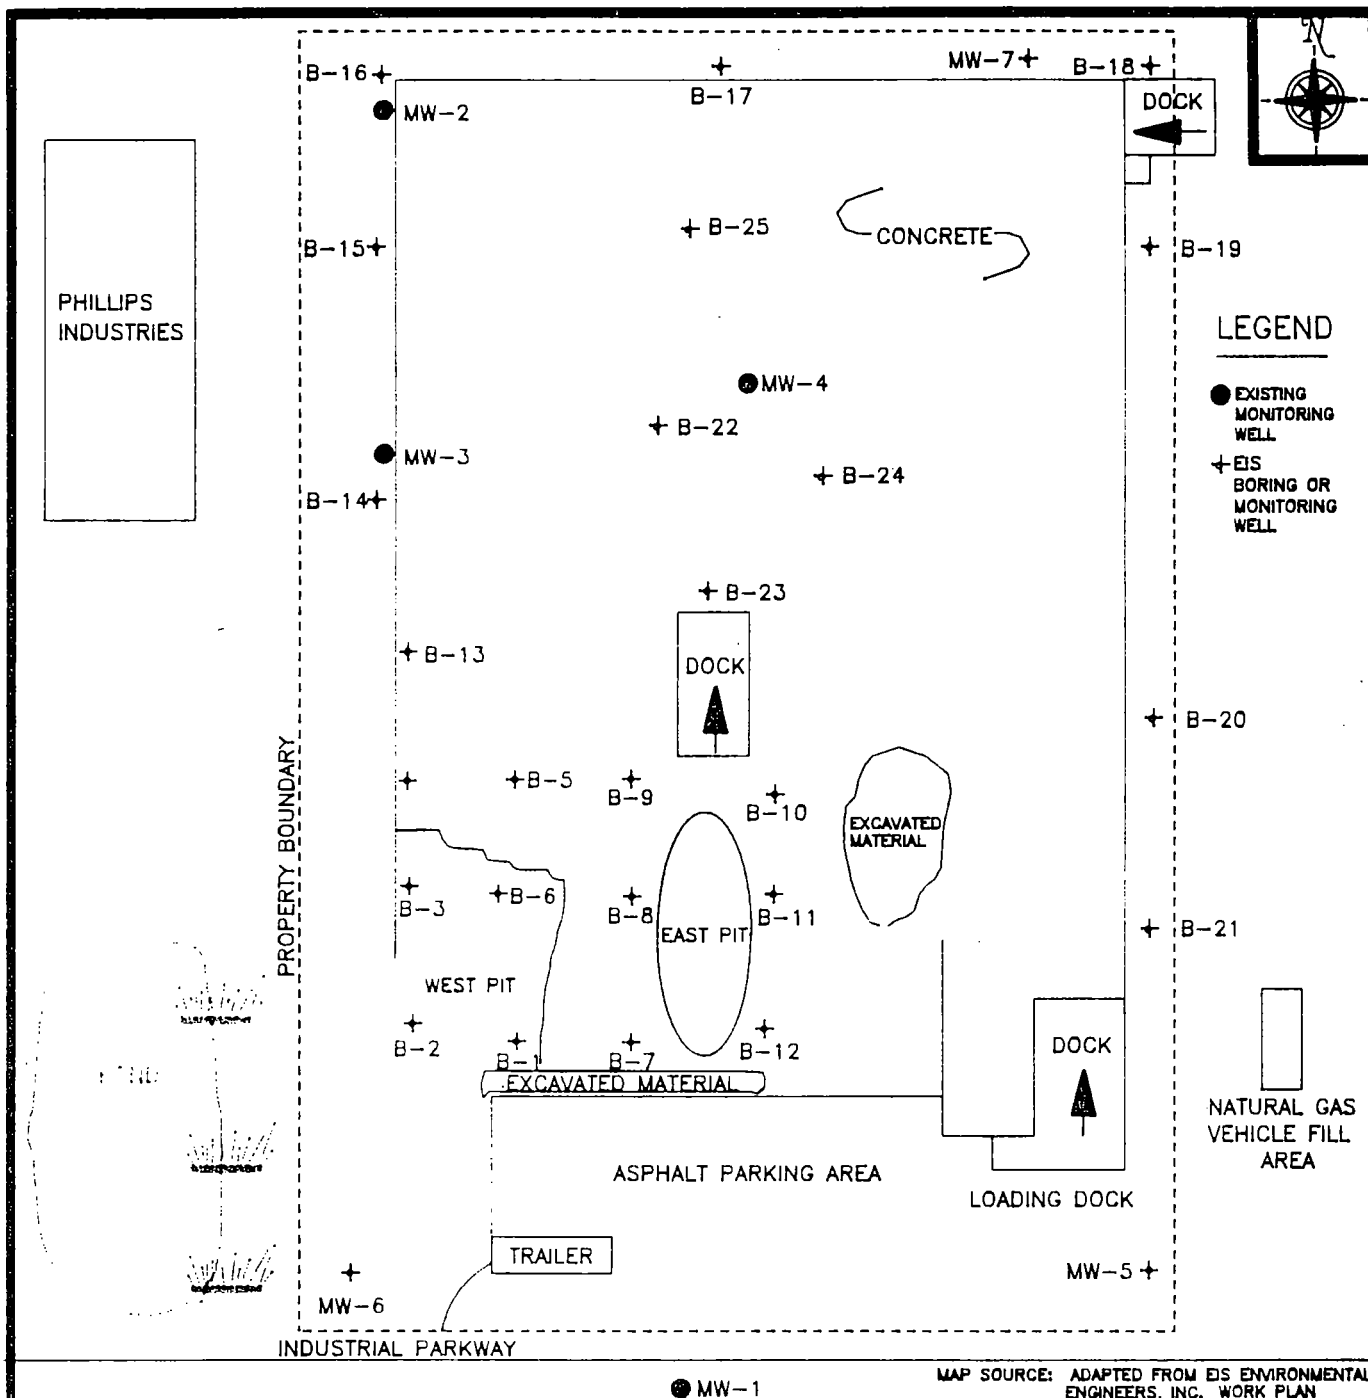 N
B-16
MW-7
B-18
B-17
DOCK
MW-2
B-25
CONCRETE
B-15
B-19
PHILLIPS
INDUSTRIES
LEGEND
MW-4
EXISTING
MONITORING
WELL
B-22
MW-3
B-24
EIS
BORING OR
MONITORING
WELL
B-14
B-23
B-13
DOCK
B-20
PROPERTY BOUNDARY
B-5
B-9
B-10
EXCAVATED
MATERIAL
B-3
B-6
B-8
B-11
EAST PIT
B-21
WEST PIT
B-2
B-1
B-7
B-12
DOCK
EXCAVATED MATERIAL
NATURAL GAS
VEHICLE FILL
AREA
ASPHALT PARKING AREA
LOADING DOCK
TRAILER
MW-5
MW-6
INDUSTRIAL PARKWAY
MW-1
MAP SOURCE: ADAPTED FROM EIS ENVIRONMENTAL
ENGINEERS, INC. WORK PLAN